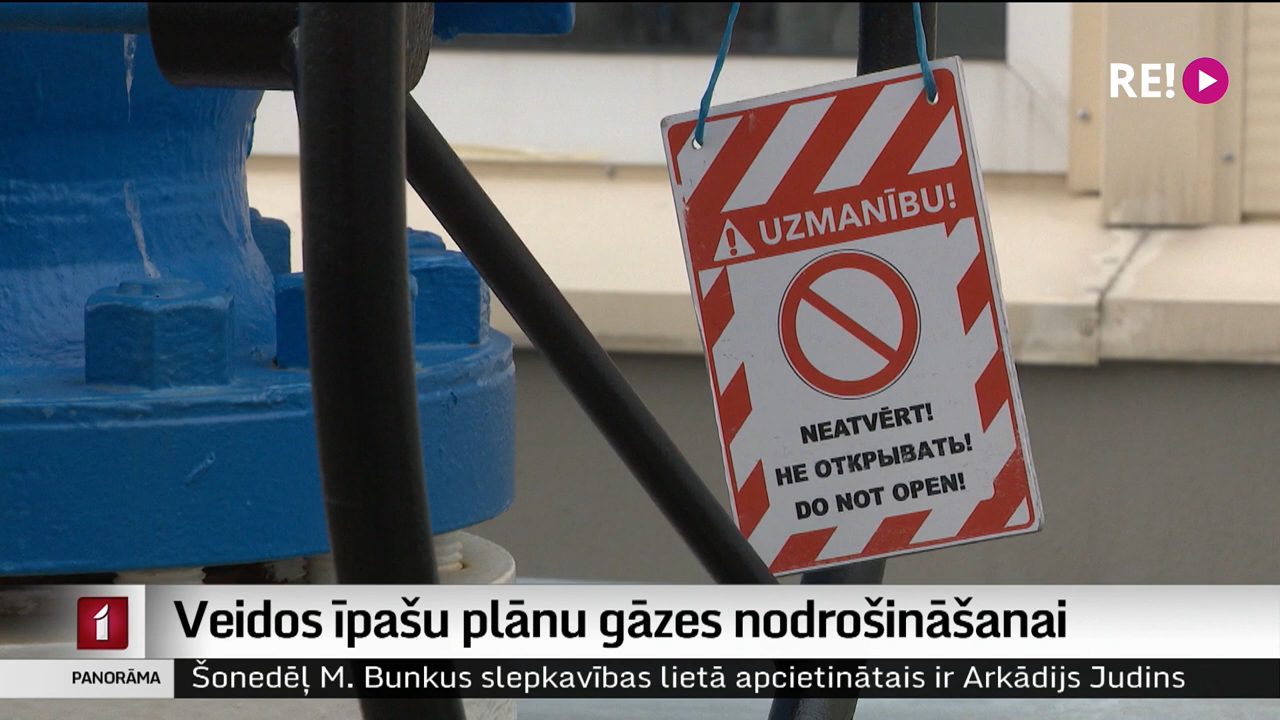 RE!
UZMANĪBU!
NEATVĒRT!
НЕ ОТКРЫВАТЬ!
DO NOT OPEN!
1
Veidos īpašu plānu gāzes nodrošināšanai
PANORĀMA
Šonedēļ M. Bunkus slepkavības lietā apcietinātais ir Arkādijs Judins